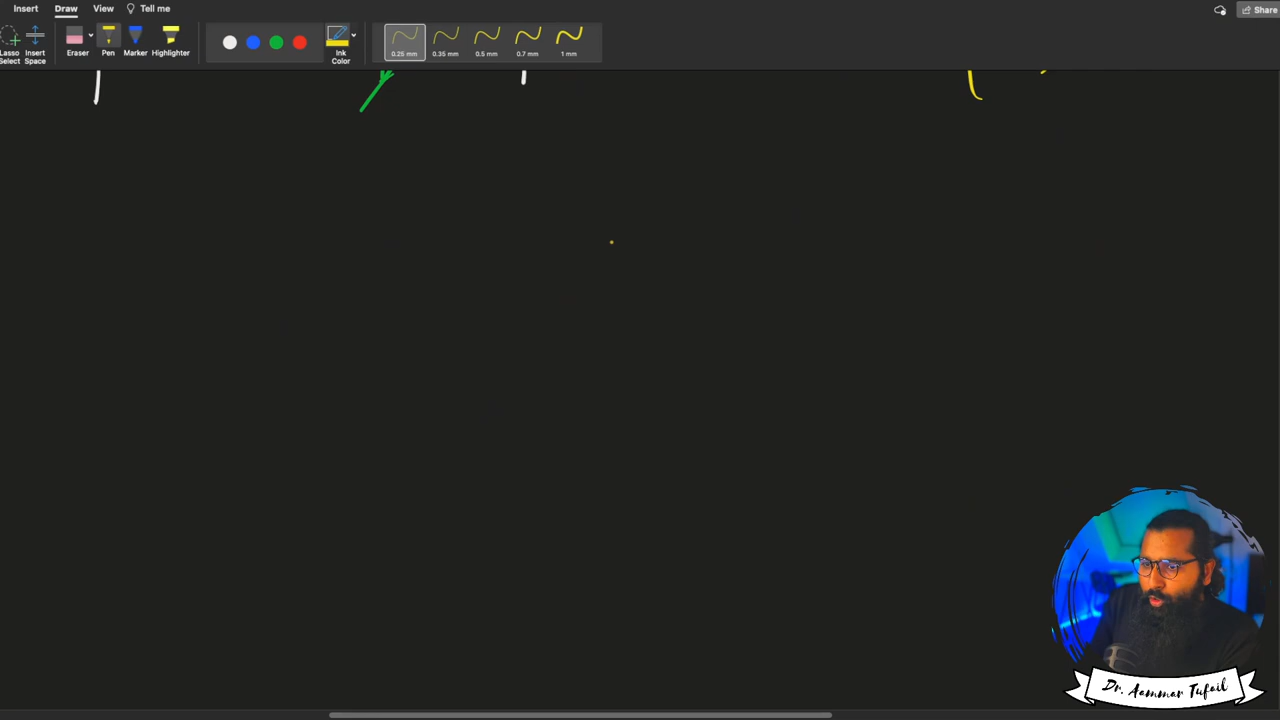 Insert Draw View Tell me
Share
Lasso Select
Insert Space
Eraser
Pen
Marker
Highlighter
Ink Color
0.25 mm
0.35 mm
0.5 mm
0.7 mm
1 mm
Dr. Aammar Tufail